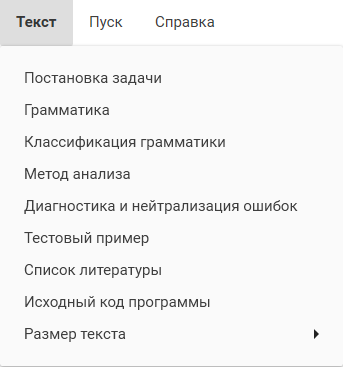 Текст Пуск Справка
Постановка задачи
Грамматика
Классификация грамматики
Метод анализа
Диагностика и нейтрализация ошибок
Тестовый пример
Список литературы
Исходный код программы
Размер текста